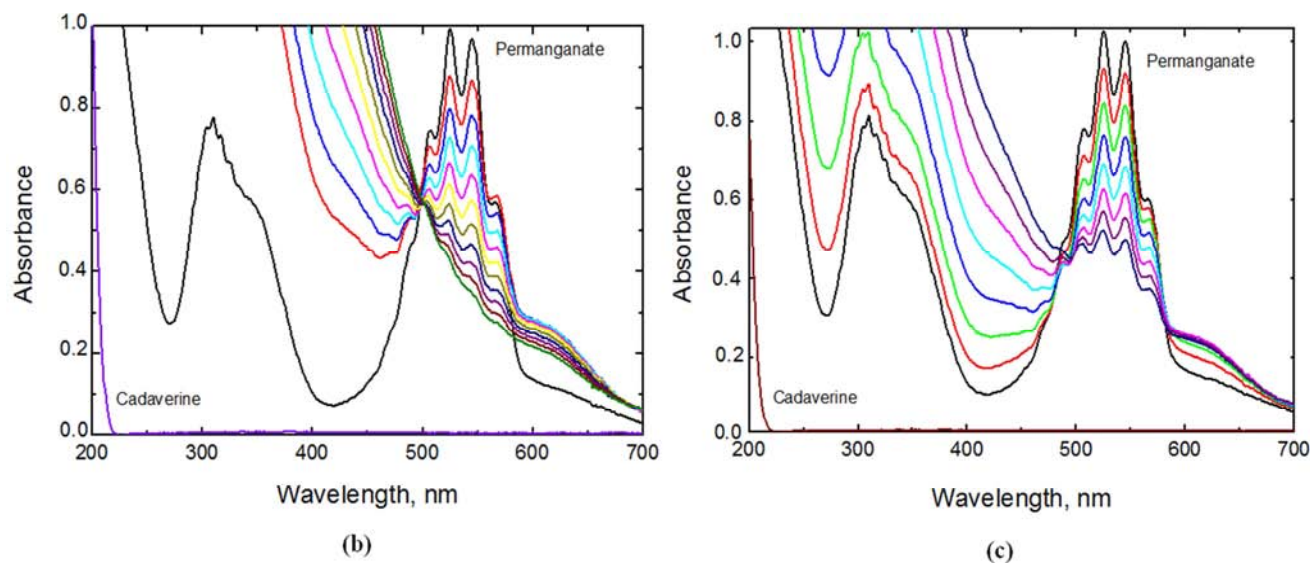 1.0
0.8
0.6
0.4
0.2
0.0
Absorbance
Permanganate
Cadaverine
200 300 400 500 600 700
Wavelength, nm
(b)
1.0
0.8
0.6
0.4
0.2
0.0
Absorbance
Permanganate
Cadaverine
200 300 400 500 600 700
Wavelength, nm
(c)